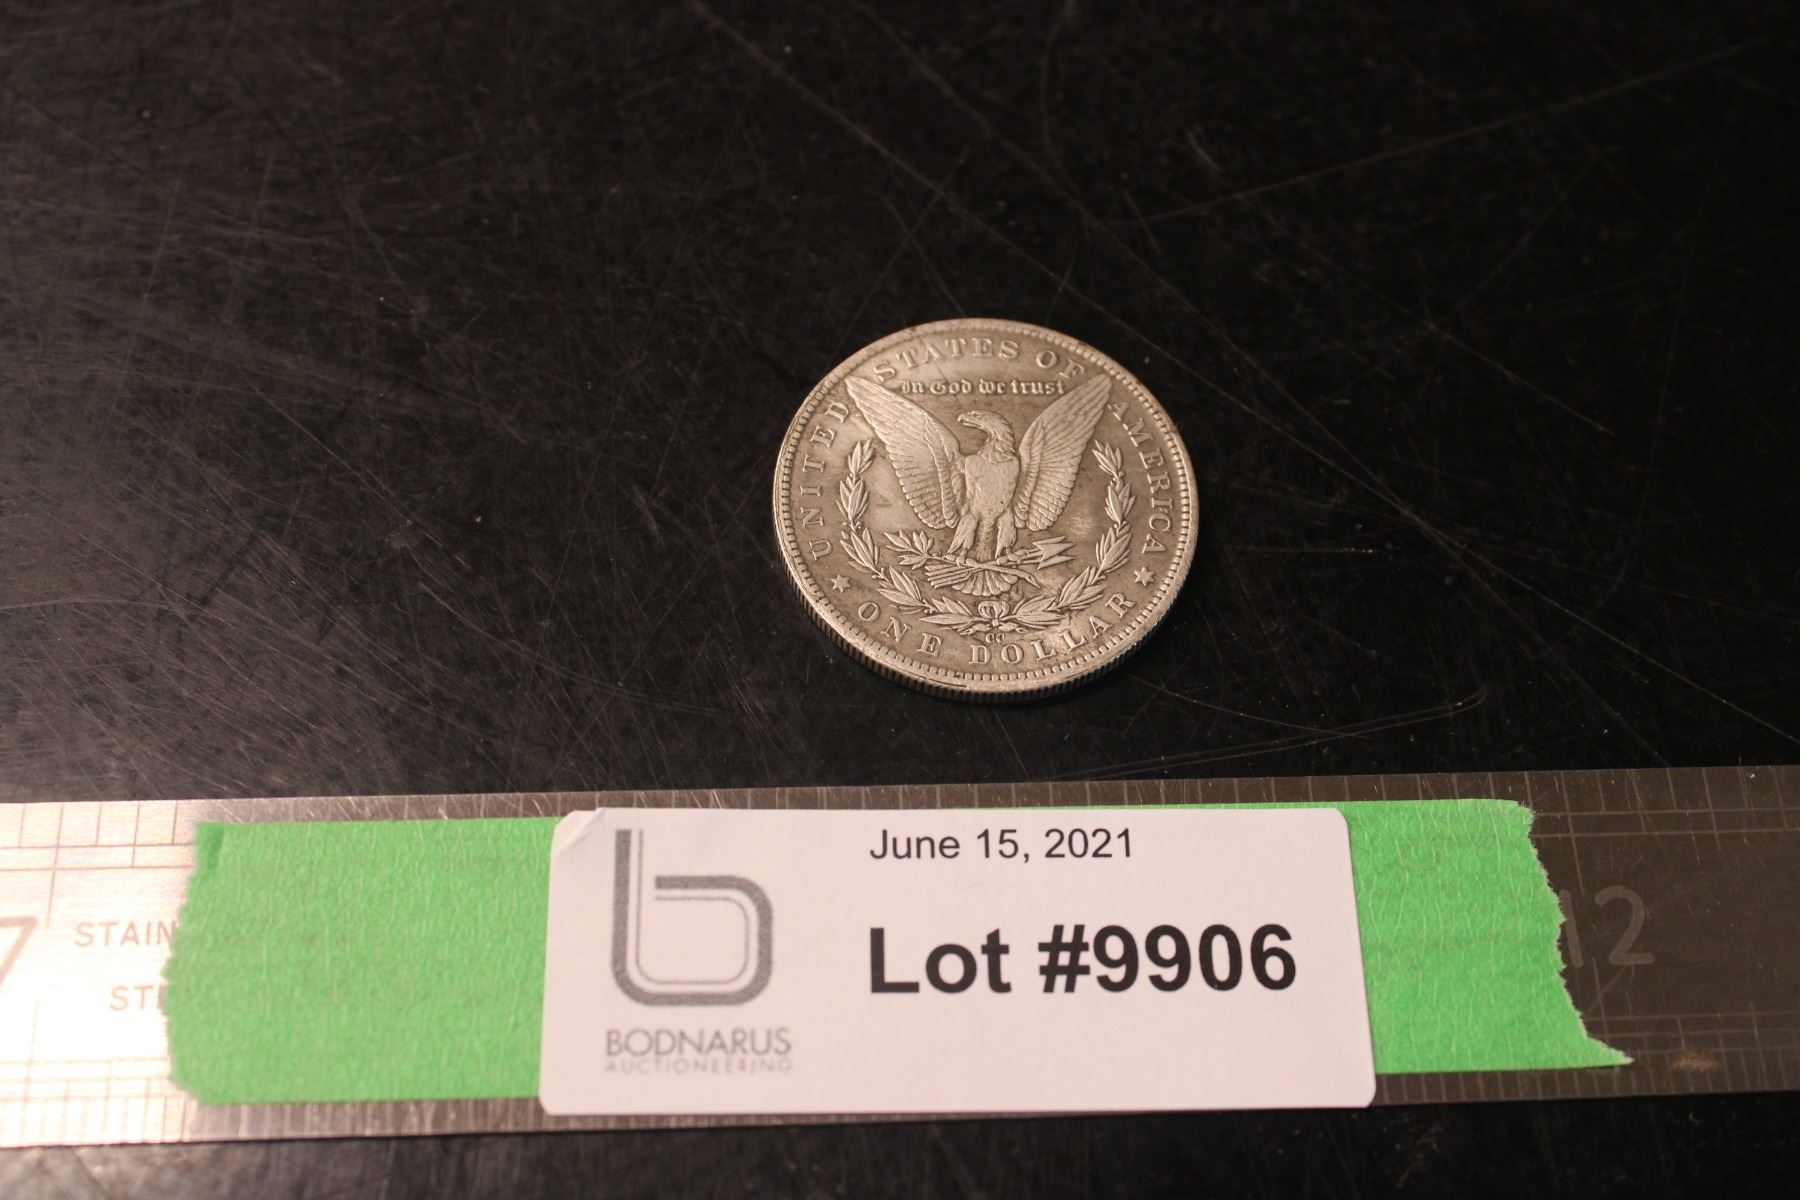 UNITED STATES OF AMERICA
In God We trust
ONE DOLLAR
CC
June 15, 2021
Lot #9906
BODNARUS
AUCTIONEERING
7
STAIN
ST
12